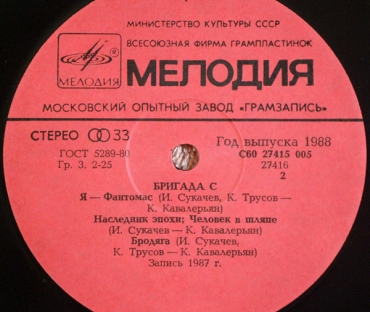 МИНИСТЕРСТВО КУЛЬТУРЫ СССР
ВСЕСОЮЗНАЯ ФИРМА ГРАМПЛАСТИНОК
МЕЛОДИЯ
МЕЛОДИЯ
МОСКОВСКИЙ ОПЫТНЫЙ ЗАВОД «ГРАМЗАПИСЬ»
СТЕРЕО 33
Год выпуска 1988
ГОСТ 5289-80
С60 27415 005
Гр. 3. 2-25
27416
2
БРИГАДА С
Я — Фантомас (И. Сукачев, К. Трусов —
К. Кавалерьян)
Наследник эпохи; Человек в шляпе
(И. Сукачев — К. Кавалерьян)
Бродяга (И. Сукачев,
К. Трусов — К. Кавалерьян)
Запись 1987 г.